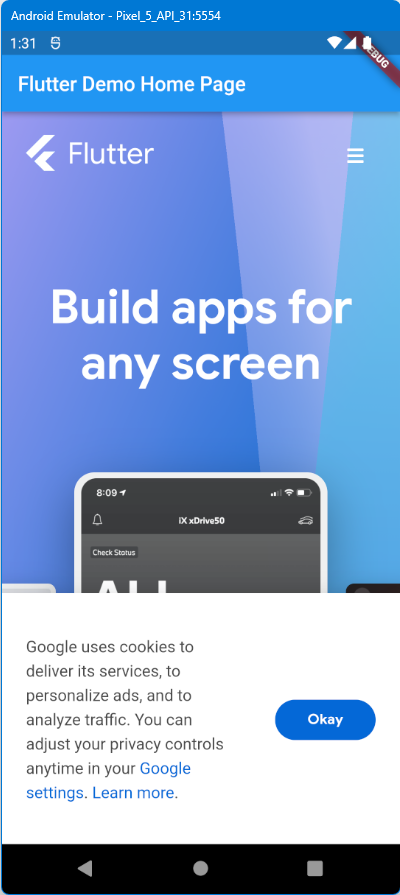 Android Emulator - Pixel_5_API_31:5554
1:31
DEBUG
Flutter Demo Home Page
Flutter
Build apps for
any screen
8:09
iX xDrive50
Check Status
Google uses cookies to
deliver its services, to
personalize ads, and to
analyze traffic. You can
adjust your privacy controls
anytime in your Google
settings. Learn more.
Okay